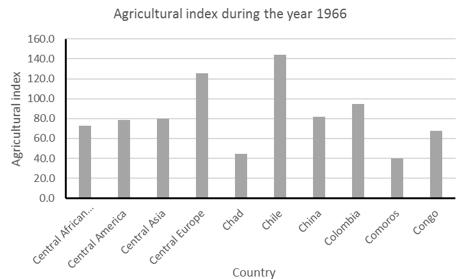 Agricultural index during the year 1966
Agricultural index
160.0
140.0
120.0
100.0
80.0
60.0
40.0
20.0
0.0
Central African...
Central America
Central Asia
Central Europe
Chad
Chile
China
Colombia
Comoros
Congo
Country